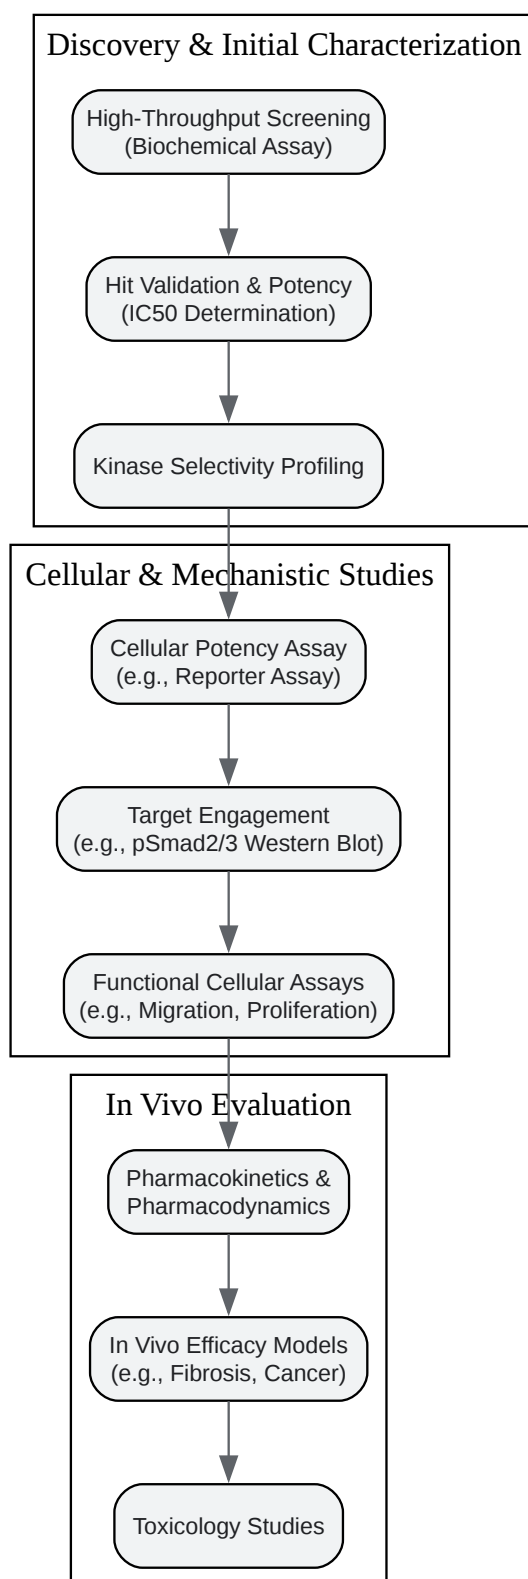 Discovery & Initial Characterization
High-Throughput Screening
(Biochemical Assay)
Hit Validation & Potency
(IC50 Determination)
Kinase Selectivity Profiling
Cellular & Mechanistic Studies
Cellular Potency Assay
(e.g., Reporter Assay)
Target Engagement
(e.g., pSmad2/3 Western Blot)
Functional Cellular Assays
(e.g., Migration, Proliferation)
In Vivo Evaluation
Pharmacokinetics &
Pharmacodynamics
In Vivo Efficacy Models
(e.g., Fibrosis, Cancer)
Toxicology Studies